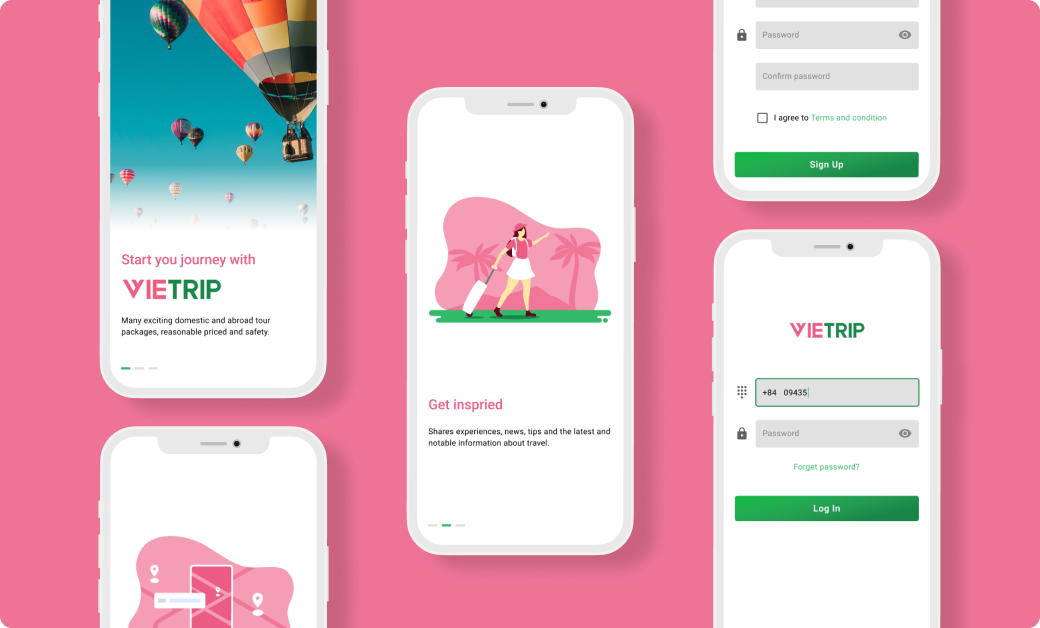 Start you journey with
VIETRIP
Many exciting domestic and abroad tour
packages, reasonable priced and safety.
Get inspried
Shares experiences, news, tips and the latest and
notable information about travel.
Password
Confirm password
I agree to Terms and condition
Sign Up
VIETRIP
+84 09435
Password
Forget password?
Log In